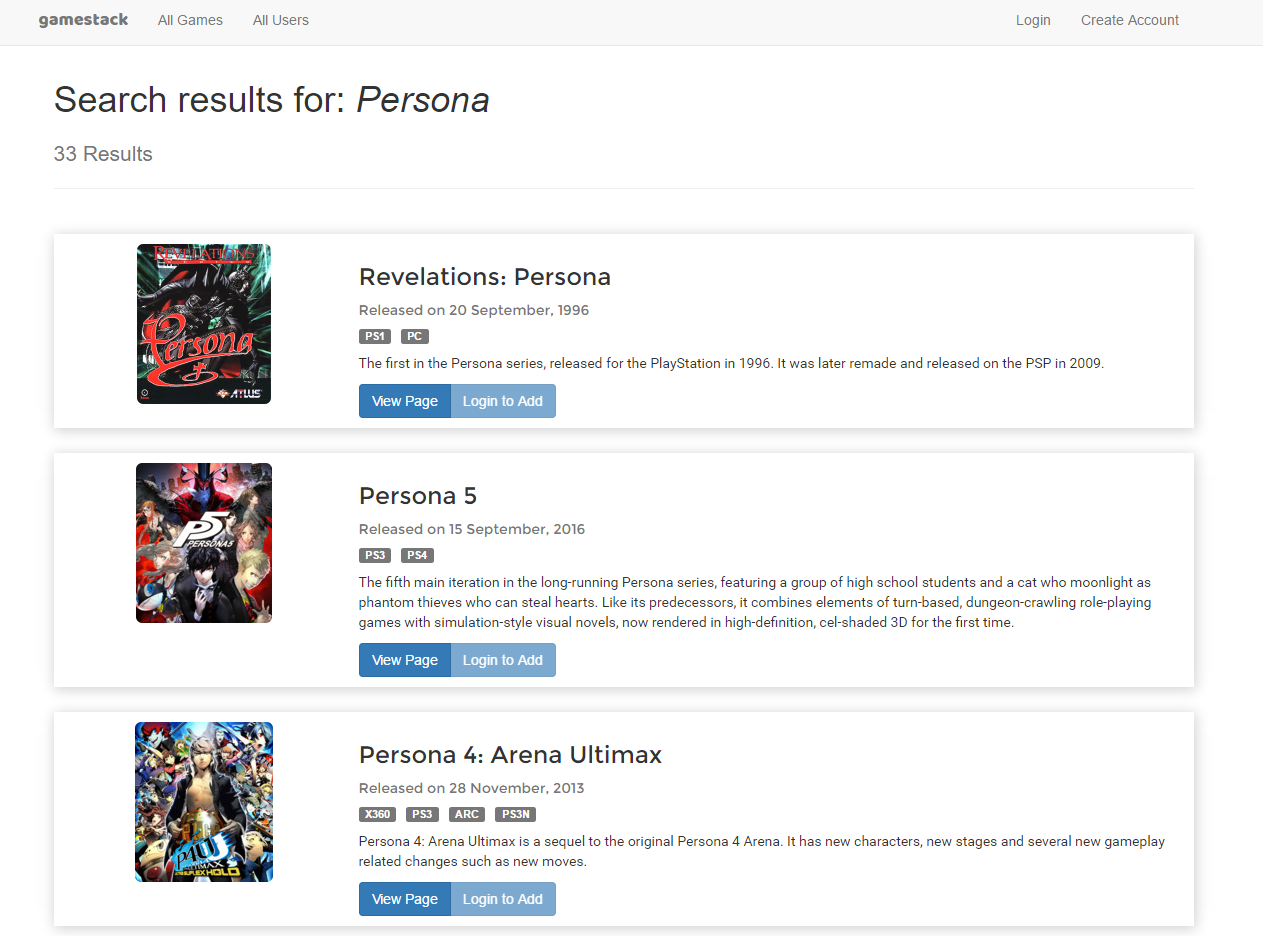 gamestack All Games All Users Login Create Account
Search results for: Persona
33 Results
REVELATIONS
Persona
ATLUS
Revelations: Persona
Released on 20 September, 1996
PS1 PC
The first in the Persona series, released for the PlayStation in 1996. It was later remade and released on the PSP in 2009.
View Page Login to Add
P5
PERSONA5
Persona 5
Released on 15 September, 2016
PS3 PS4
The fifth main iteration in the long-running Persona series, featuring a group of high school students and a cat who moonlight as
phantom thieves who can steal hearts. Like its predecessors, it combines elements of turn-based, dungeon-crawling role-playing
games with simulation-style visual novels, now rendered in high-definition, cel-shaded 3D for the first time.
View Page Login to Add
P4U
ULTIMAX
ULTRA SUPLEX HOLD
Persona 4: Arena Ultimax
Released on 28 November, 2013
X360 PS3 ARC PS3N
Persona 4: Arena Ultimax is a sequel to the original Persona 4 Arena. It has new characters, new stages and several new gameplay
related changes such as new moves.
View Page Login to Add